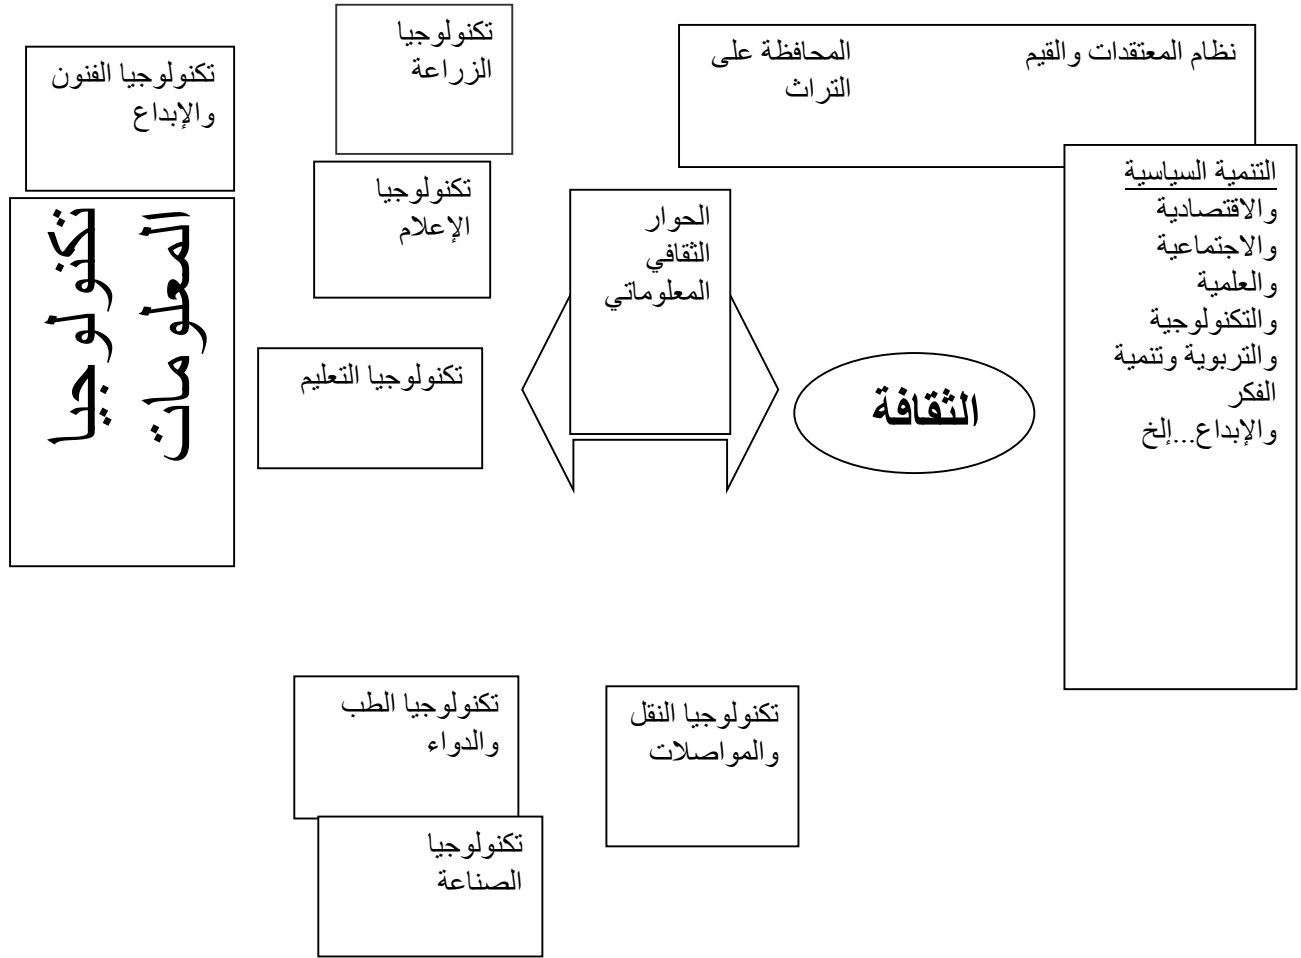 نظام المعتقدات والقيم
المحافظة على
التراث
التنمية السياسية
والاقتصادية
والاجتماعية
والعلمية
والتكنولوجية
والتربوية وتنمية
الفكر
والإبداع...إلخ
الثقافة
الحوار
الثقافي
المعلوماتي
تكنولوجيا
الزراعة
تكنولوجيا
الإعلام
تكنولوجيا التعليم
تكنولوجيا الفنون
والإبداع
تكنولوجيا
المعلومات
تكنولوجيا النقل
والمواصلات
تكنولوجيا الطب
والدواء
تكنولوجيا
الصناعة